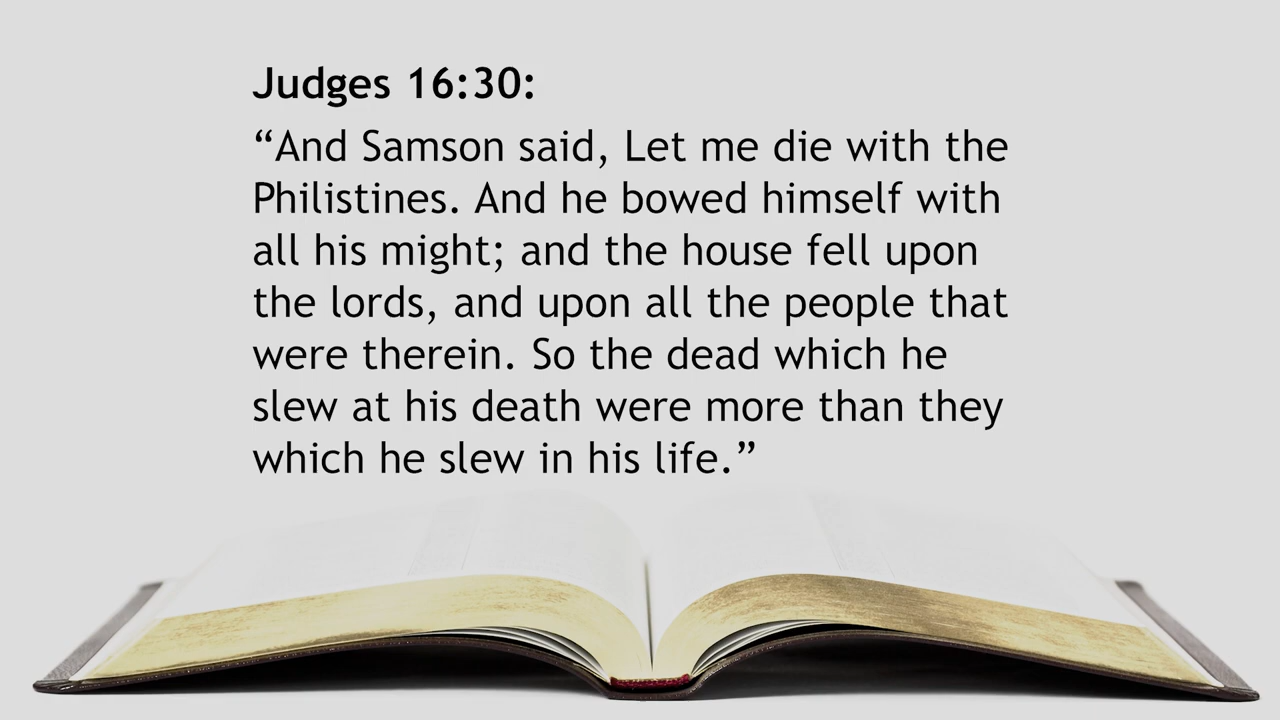 Judges 16:30:
“And Samson said, Let me die with the
Philistines. And he bowed himself with
all his might; and the house fell upon
the lords, and upon all the people that
were therein. So the dead which he
slew at his death were more than they
which he slew in his life.”